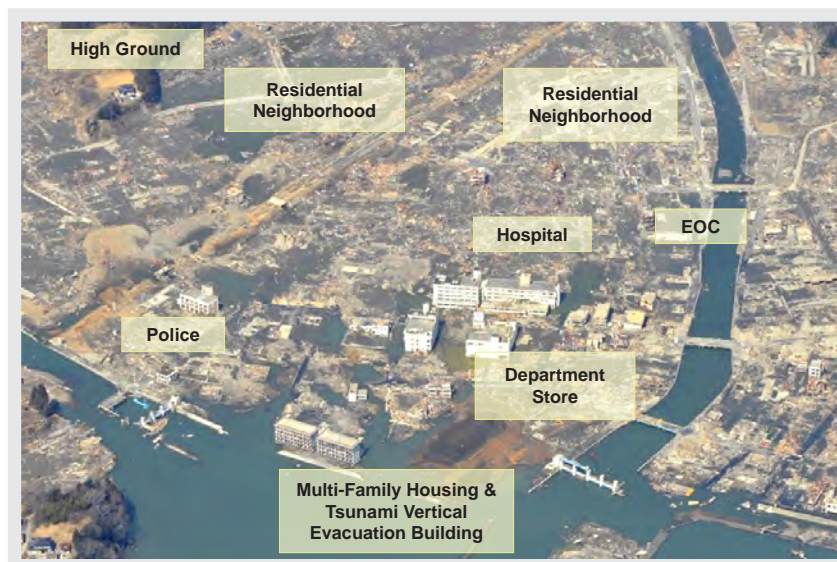 High Ground
Residential
Neighborhood
Residential
Neighborhood
Hospital
EOC
Police
Department
Store
Multi-Family Housing &
Tsunami Vertical
Evacuation Building